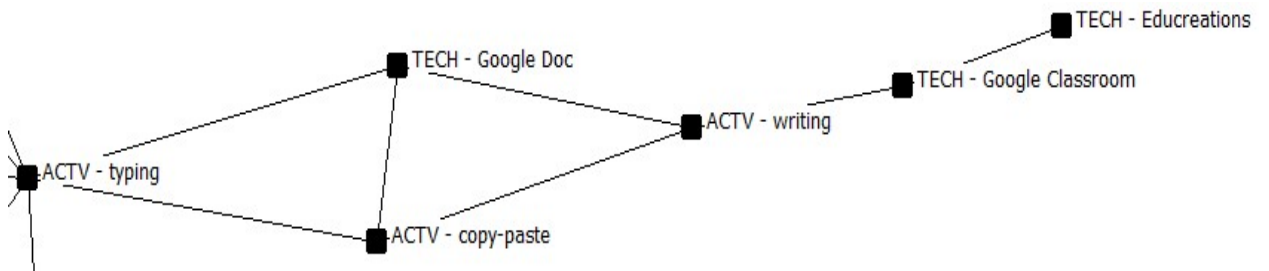 TECH - Educreations
TECH - Google Doc
TECH - Google Classroom
ACTV - writing
ACTV - typing
ACTV - copy-paste